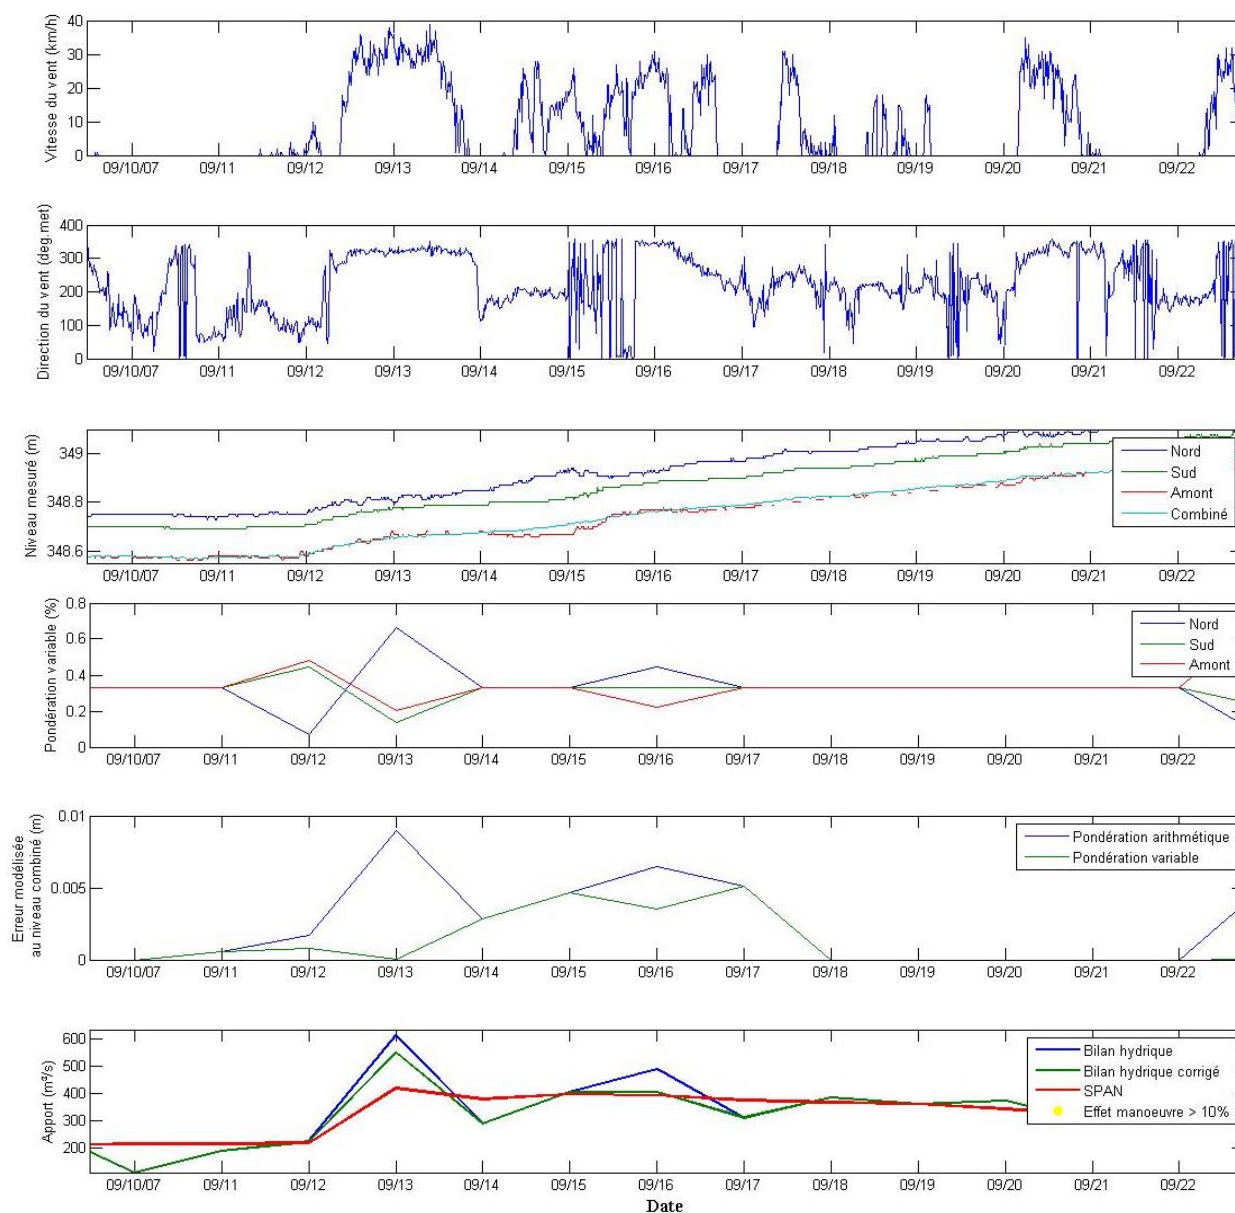 Vitesse du vent (km/h)
40
30
20
10
0
09/10/07 09/11 09/12 09/13 09/14 09/15 09/16 09/17 09/18 09/19 09/20 09/21 09/22
Direction du vent (deg.met)
400
300
200
100
0
09/10/07 09/11 09/12 09/13 09/14 09/15 09/16 09/17 09/18 09/19 09/20 09/21 09/22
Niveau mesuré (m)
349
348.8
348.6
Nord
Sud
Amont
Combiné
09/10/07 09/11 09/12 09/13 09/14 09/15 09/16 09/17 09/18 09/19 09/20 09/21 09/22
Pondération variable (%)
0.8
0.6
0.4
0.2
0
Nord
Sud
Amont
09/10/07 09/11 09/12 09/13 09/14 09/15 09/16 09/17 09/18 09/19 09/20 09/21 09/22
Erreur modélisée
au niveau combiné (m)
0.01
0.005
0
Pondération arithmétique
Pondération variable
09/10/07 09/11 09/12 09/13 09/14 09/15 09/16 09/17 09/18 09/19 09/20 09/21 09/22
Apport (m³/s)
600
500
400
300
200
Bilan hydrique
Bilan hydrique corrigé
SPAN
Effet manoeuvre > 10%
09/10/07 09/11 09/12 09/13 09/14 09/15 09/16 09/17 09/18 09/19 09/20 09/21 09/22
Date